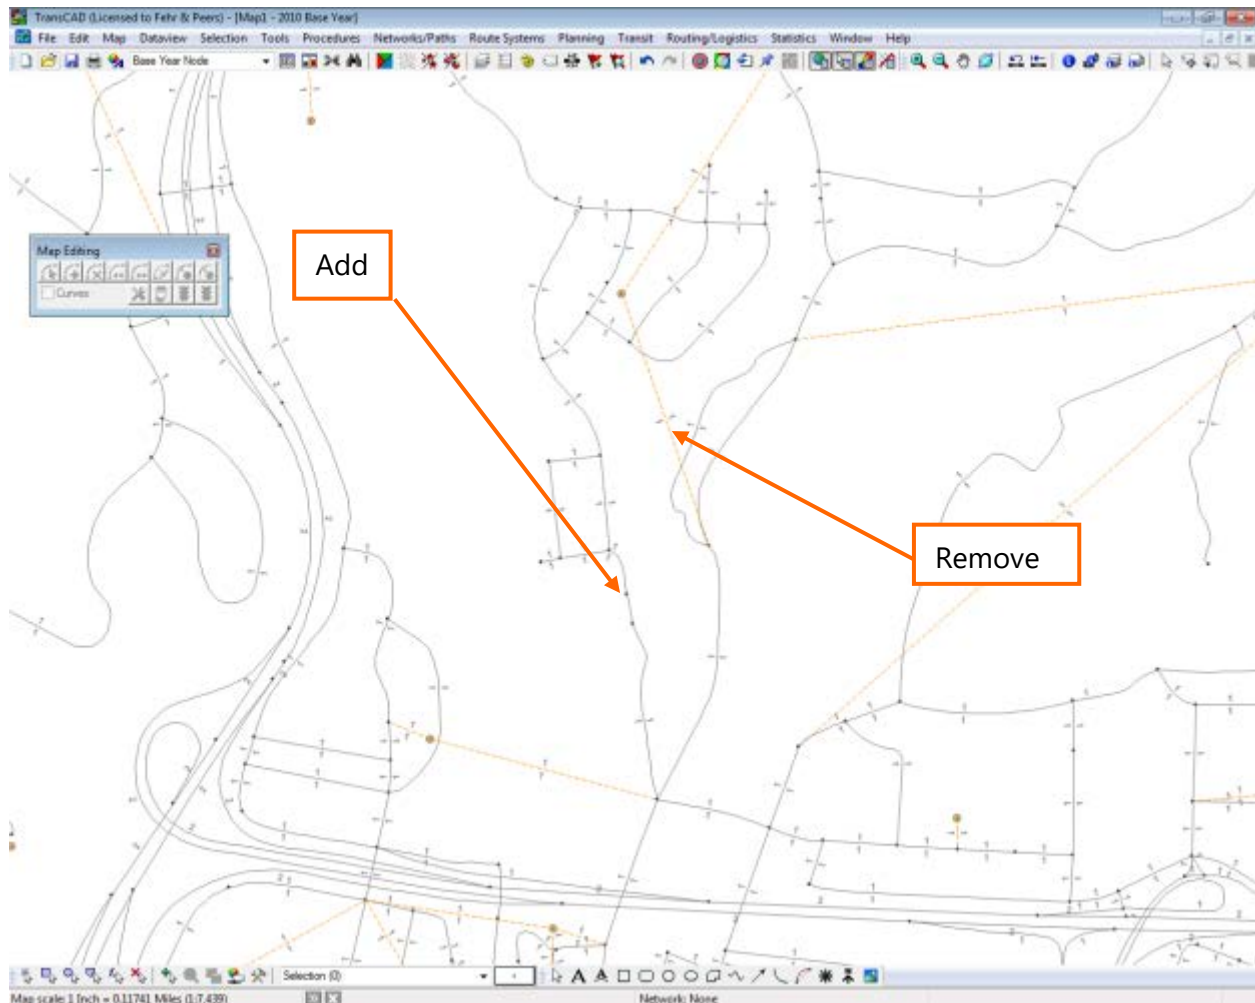 TransCAD (Licensed to Fehr & Peers) - [Map1 - 2010 Base Year]
File Edit Map Dataview Selection Tools Procedures Networks/Paths Route Systems Planning Transit Routing/Logistics Statistics Window Help
Base Year Node
Map Editing
Curves
Add
Remove
Selection (0)
Map scale: 1 Inch = 0.11741 Miles (1:7,439)
Network: None